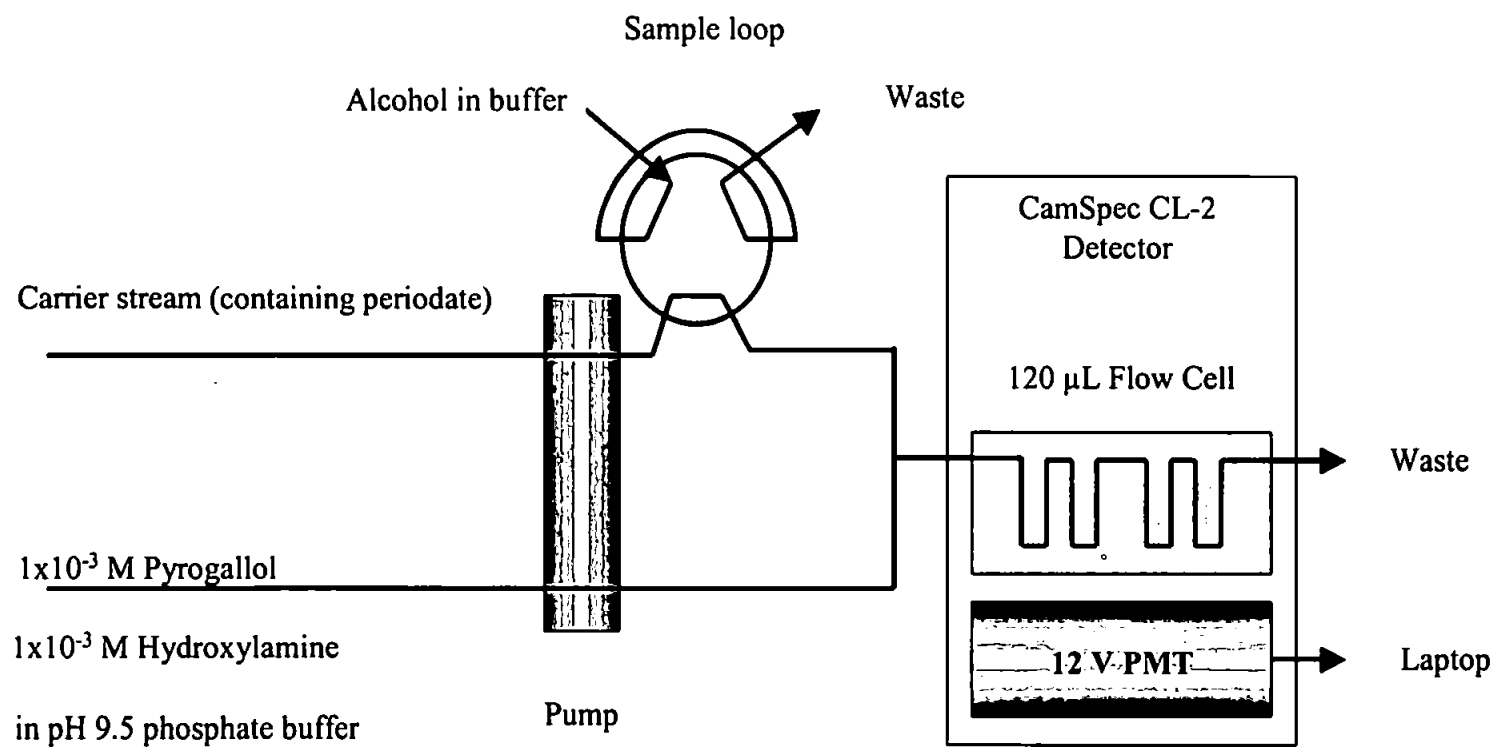 Sample loop
Alcohol in buffer
Waste
CamSpec CL-2
Detector
Carrier stream (containing periodate)
120 µL Flow Cell
Waste
1x10⁻³ M Pyrogallol
1x10⁻³ M Hydroxylamine
12 V PMT
Laptop
in pH 9.5 phosphate buffer
Pump